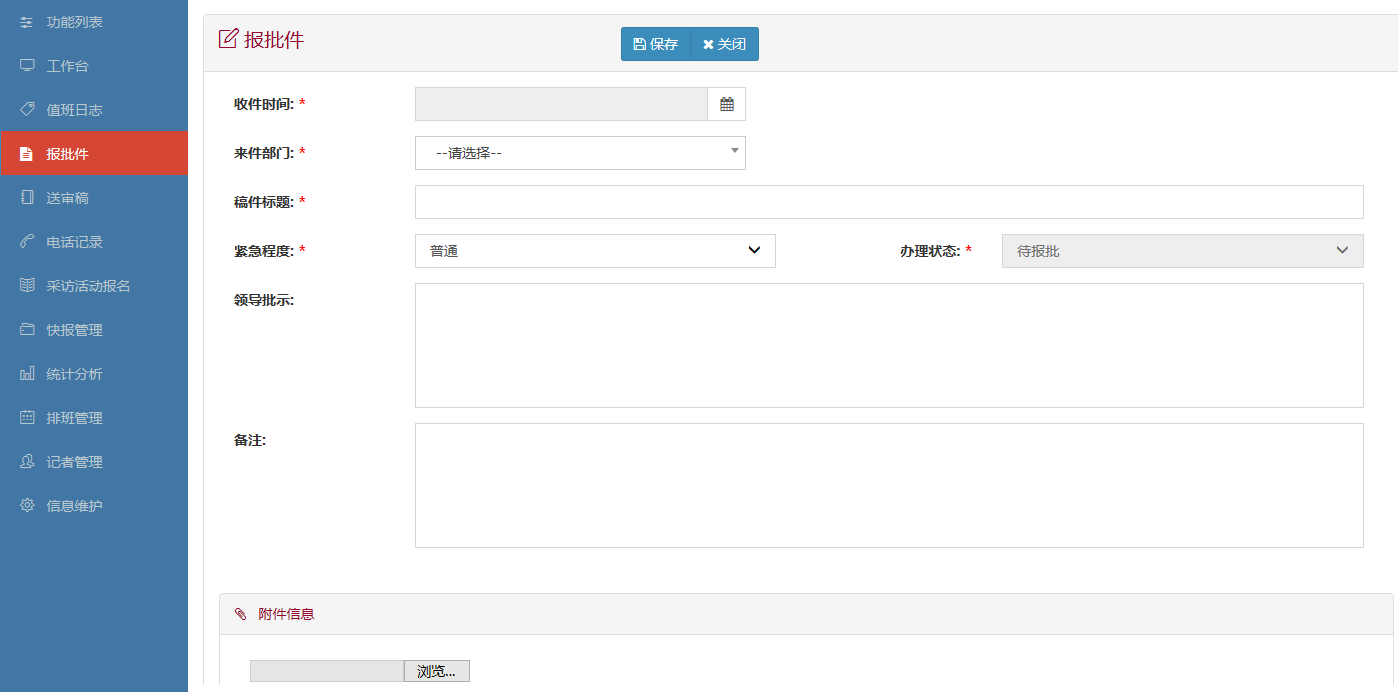 功能列表
工作台
值班日志
报批件
送审稿
电话记录
采访活动报名
快报管理
统计分析
排班管理
记者管理
信息维护
报批件
保存 关闭
收件时间: *
来件部门: * --请选择--
稿件标题: *
紧急程度: * 普通 办理状态: * 待报批
领导批示:
备注:
附件信息
浏览...